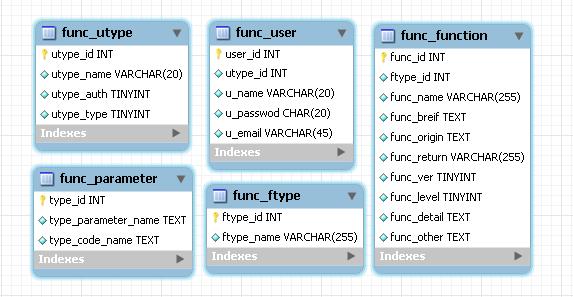 func_utype
utype_id INT
utype_name VARCHAR(20)
utype_auth TINYINT
utype_type TINYINT
Indexes
func_user
user_id INT
utype_id INT
u_name VARCHAR(20)
u_passwod CHAR(20)
u_email VARCHAR(45)
Indexes
func_function
func_id INT
ftype_id INT
func_name VARCHAR(255)
func_breif TEXT
func_origin TEXT
func_return VARCHAR(255)
func_ver TINYINT
func_level TINYINT
func_detail TEXT
func_other TEXT
Indexes
func_parameter
type_id INT
type_parameter_name TEXT
type_code_name TEXT
Indexes
func_ftype
ftype_id INT
ftype_name VARCHAR(255)
Indexes